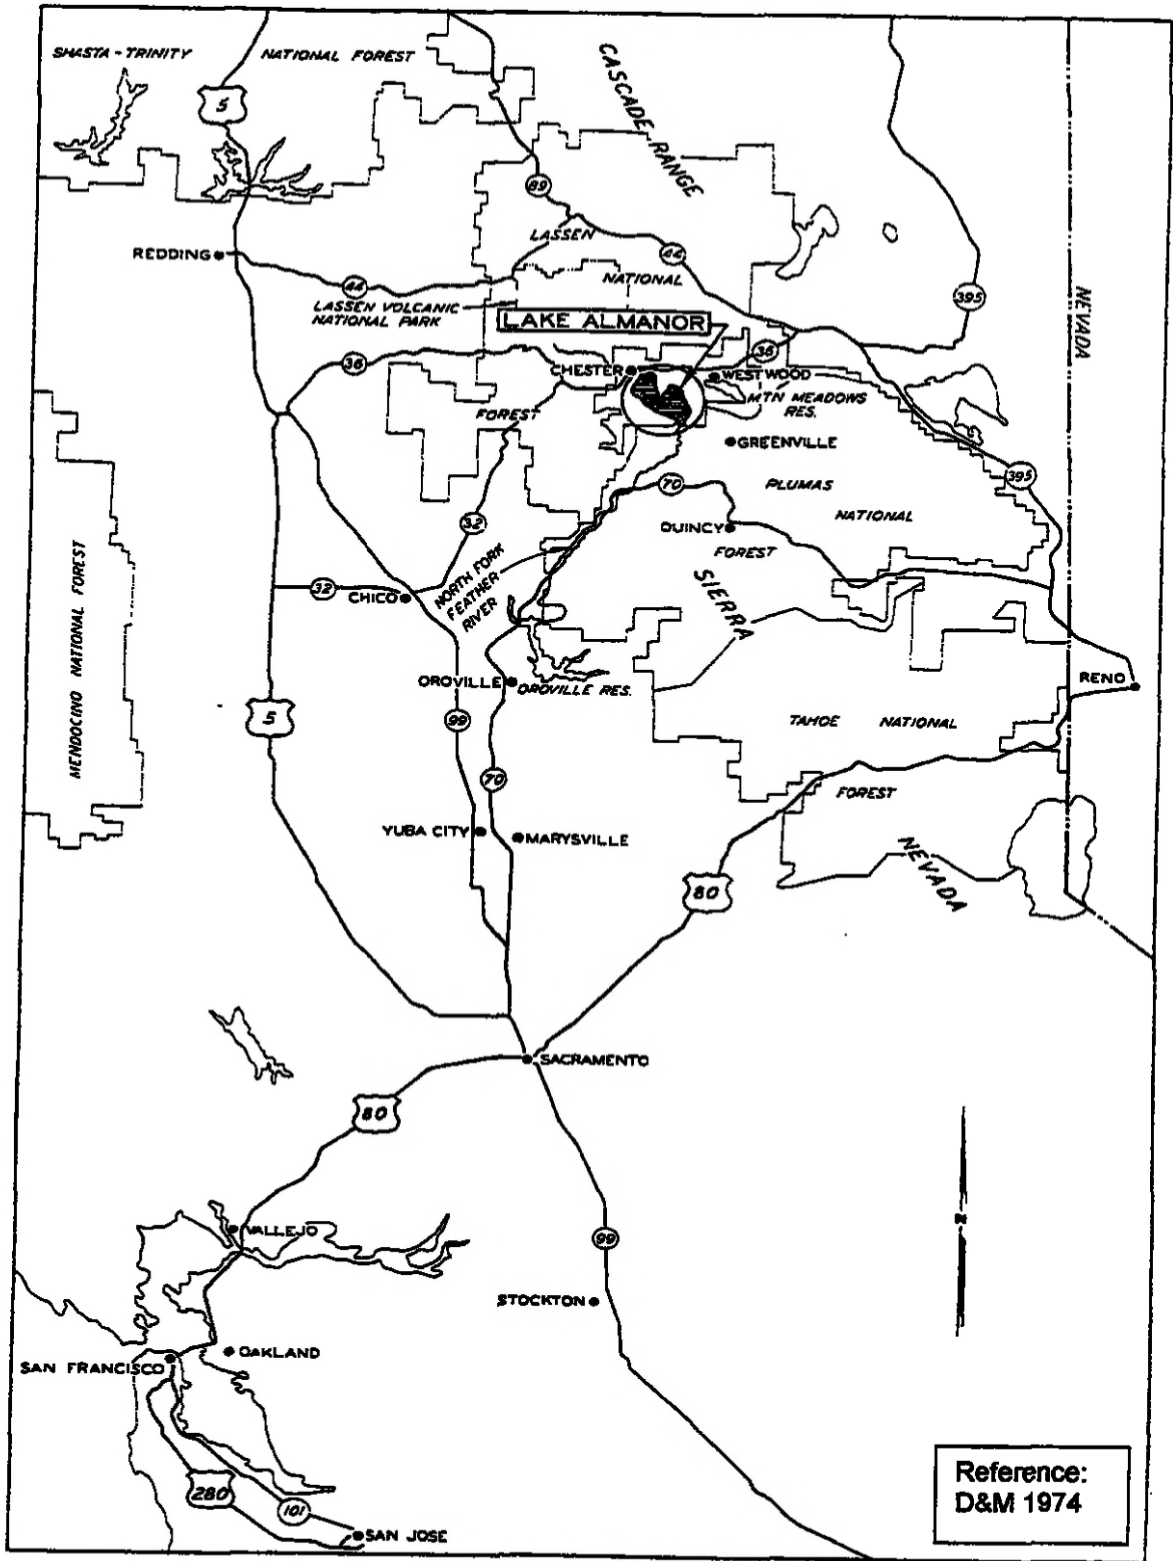 SHASTA - TRINITY
NATIONAL FOREST
5
CASCADE RANGE
89
LASSEN
44
REDDING
44
NATIONAL
395
NEVADA
LASSEN VOLCANIC
NATIONAL PARK
LAKE ALMANOR
36
36
CHESTER
WESTWOOD
MTN MEADOWS
RES.
FOREST
GREENVILLE
395
70
PLUMAS
32
QUINCY
NATIONAL
FOREST
MENDOCINO NATIONAL FOREST
NORTH FORK
FEATHER
RIVER
SIERRA
32
CHICO
OROVILLE
OROVILLE RES.
RENO
5
99
TAHOE NATIONAL
70
FOREST
YUBA CITY
MARYSVILLE
NEVADA
80
SACRAMENTO
80
N
VALLEJO
99
STOCKTON
OAKLAND
SAN FRANCISCO
280
101
SAN JOSE
Reference:
D&M 1974